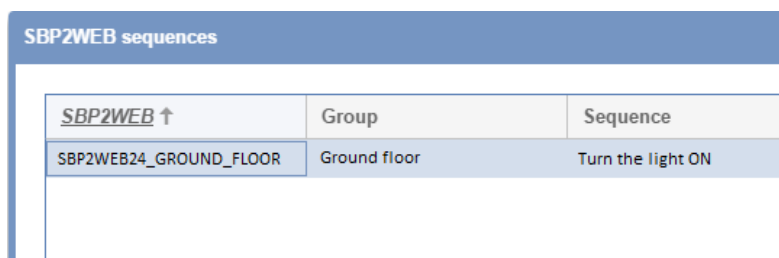 SBP2WEB sequences
SBP2WEB Group Sequence
SBP2WEB24_GROUND_FLOOR Ground floor Turn the light ON